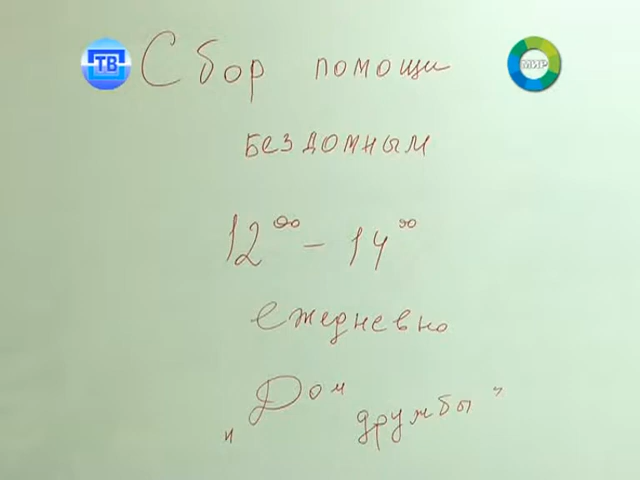 ТВ
МИР
Сбор помощи
бездомным
12⁰⁰ – 14⁰⁰
ежедневно
„Дом
дружбы"